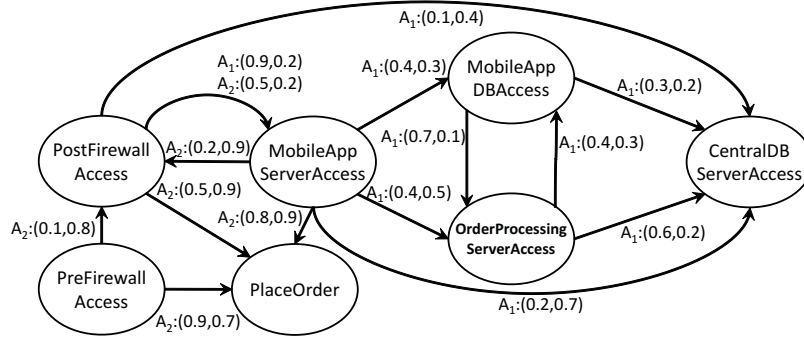 A1:(0.1,0.4)
A1:(0.9,0.2)
A2:(0.5,0.2)
A1:(0.4,0.3)
MobileApp
DBAccess
A1:(0.3,0.2)
PostFirewall
Access
A2:(0.2,0.9)
MobileApp
ServerAccess
A1:(0.7,0.1)
A1:(0.4,0.3)
CentralDB
ServerAccess
A2:(0.5,0.9)
A1:(0.4,0.5)
A2:(0.8,0.9)
A2:(0.1,0.8)
OrderProcessing
ServerAccess
A1:(0.6,0.2)
PreFirewall
Access
PlaceOrder
A1:(0.2,0.7)
A2:(0.9,0.7)